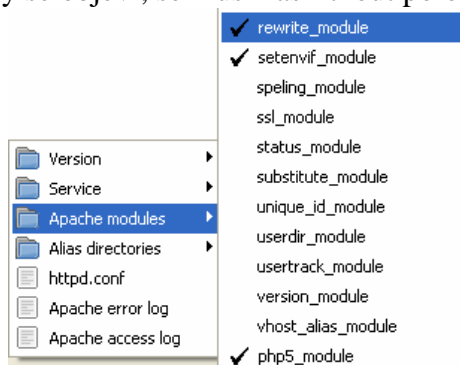 rewrite_module
setenvif_module
speling_module
ssl_module
status_module
substitute_module
unique_id_module
userdir_module
usertrack_module
version_module
vhost_alias_module
php5_module
Version
Service
Apache modules
Alias directories
httpd.conf
Apache error log
Apache access log